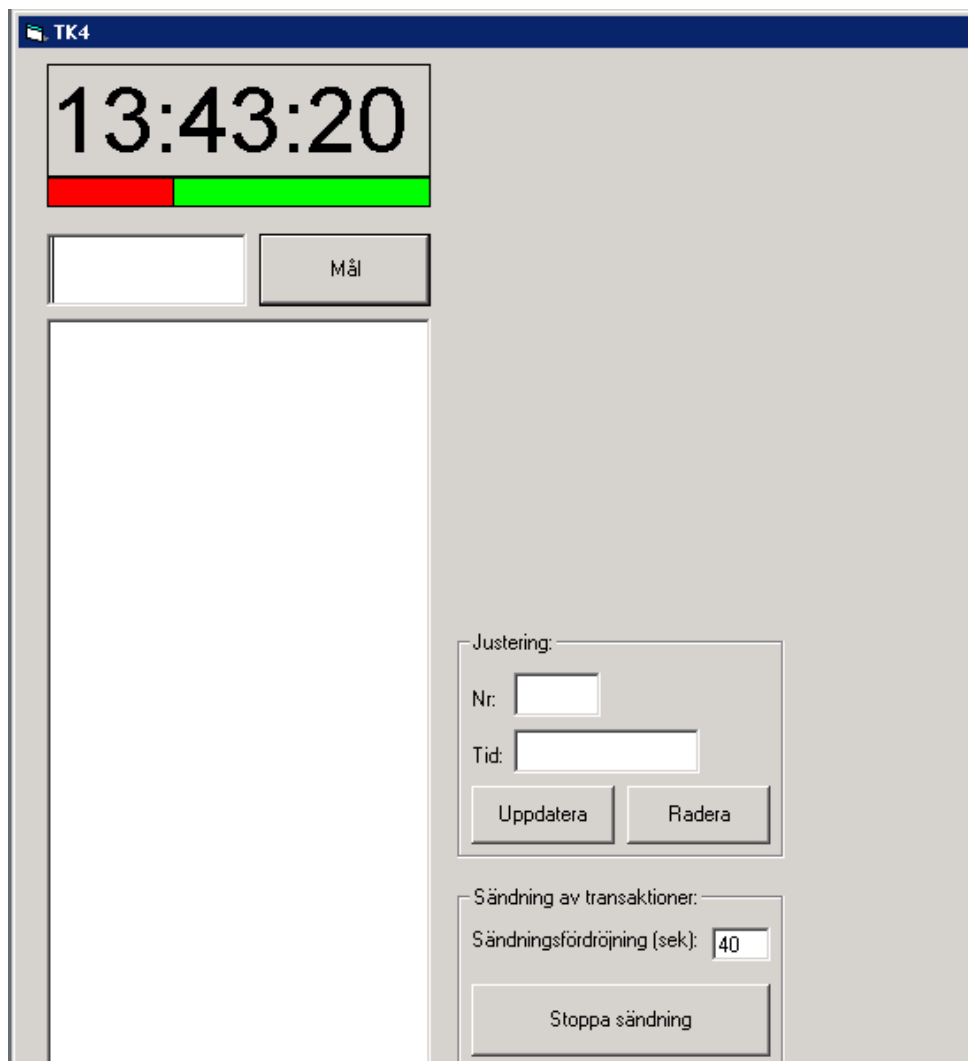 TK4
13:43:20
Mål
Justering:
Nr:
Tid:
Uppdatera
Radera
Sändning av transaktioner:
Sändningsfördröjning (sek): 40
Stoppa sändning